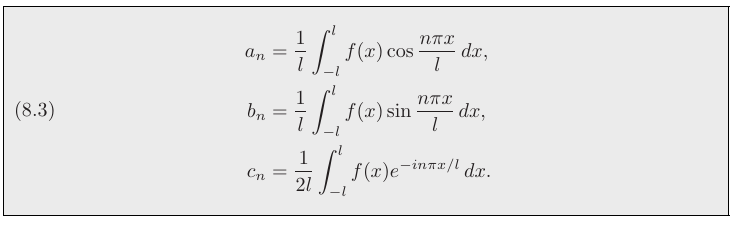 a_n = \frac{1}{l} \int_{-l}^{l} f(x) \cos \frac{n\pi x}{l} \, dx,
(8.3) b_n = \frac{1}{l} \int_{-l}^{l} f(x) \sin \frac{n\pi x}{l} \, dx,
c_n = \frac{1}{2l} \int_{-l}^{l} f(x) e^{-in\pi x/l} \, dx.